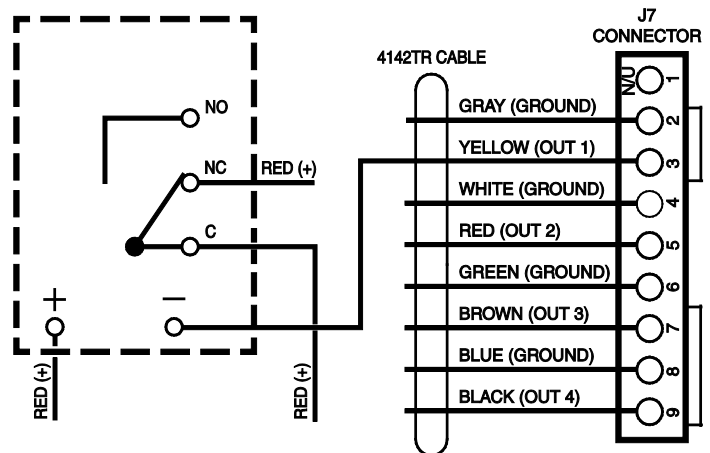 J7
CONNECTOR
4142TR CABLE
N/U
1
GRAY (GROUND)
2
YELLOW (OUT 1)
3
WHITE (GROUND)
4
RED (OUT 2)
5
GREEN (GROUND)
6
BROWN (OUT 3)
7
BLUE (GROUND)
8
BLACK (OUT 4)
9
NO
NC
RED (+)
C
+
−
RED (+)
RED (+)